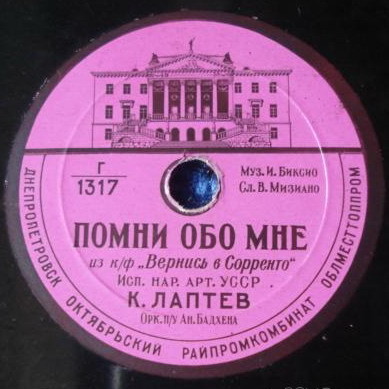 Г
1317
Муз. И. Биксио
Сл. В. Мизиано
ПОМНИ ОБО МНЕ
из к/ф „Вернись в Сорренто“
Исп. нар. арт. УССР
К. ЛАПТЕВ
Орк. п/у Ан. Бадхена
ДНЕПРОПЕТРОВСК ОКТЯБРЬСКИЙ РАЙПРОМКОМБИНАТ ОБЛМЕСТТОППРОМ